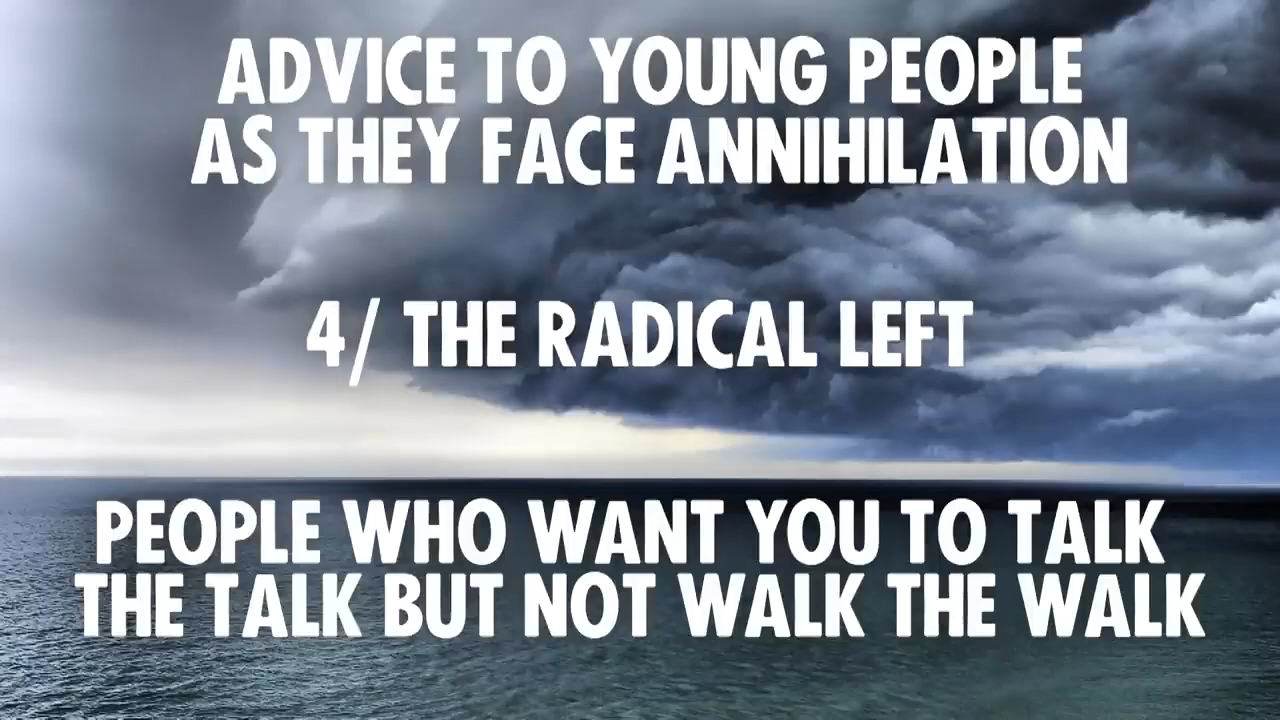 ADVICE TO YOUNG PEOPLE
AS THEY FACE ANNIHILATION
4/ THE RADICAL LEFT
PEOPLE WHO WANT YOU TO TALK
THE TALK BUT NOT WALK THE WALK